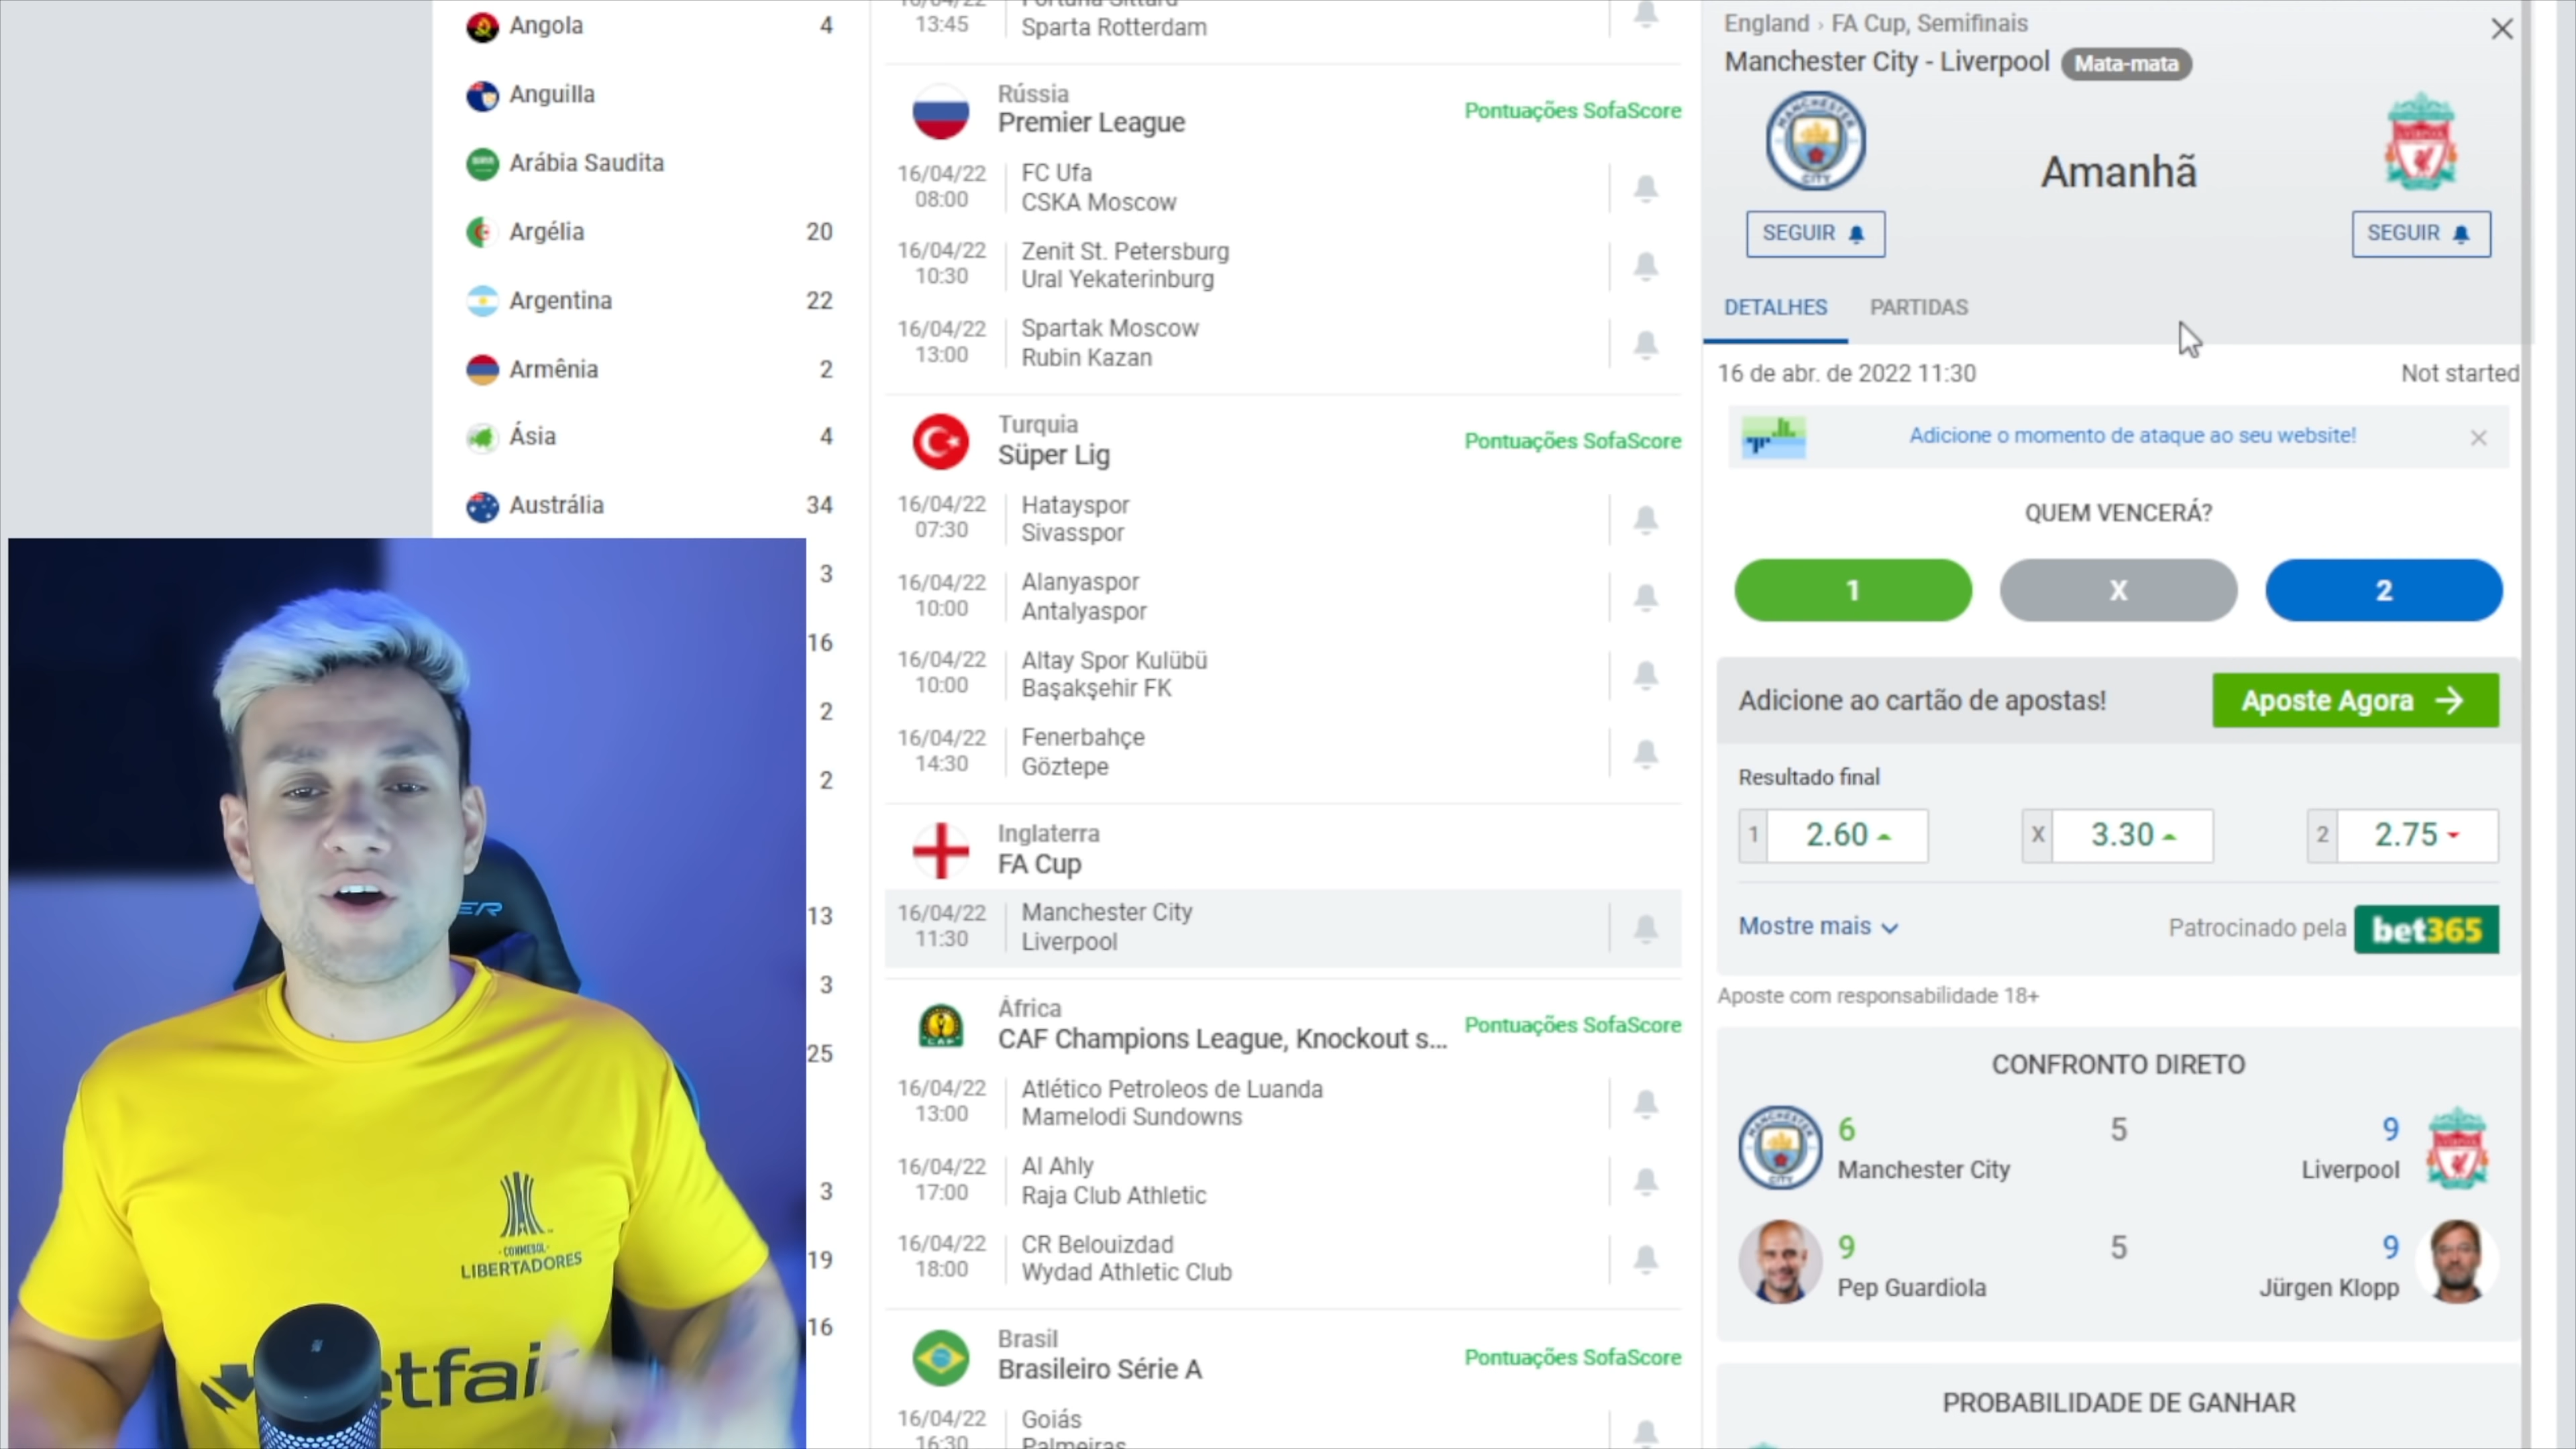 Angola 4
Anguilla
Arábia Saudita
Argélia 20
Argentina 22
Armênia 2
Ásia 4
Austrália 34
3
16
2
2
13
3
25
3
19
16
CONMEBOL
LIBERTADORES
13:45
Sparta Rotterdam
Rússia
Premier League
Pontuações SofaScore
16/04/22 FC Ufa
08:00 CSKA Moscow
16/04/22 Zenit St. Petersburg
10:30 Ural Yekaterinburg
16/04/22 Spartak Moscow
13:00 Rubin Kazan
Turquia
Süper Lig
Pontuações SofaScore
16/04/22 Hatayspor
07:30 Sivasspor
16/04/22 Alanyaspor
10:00 Antalyaspor
16/04/22 Altay Spor Kulübü
10:00 Başakşehir FK
16/04/22 Fenerbahçe
14:30 Göztepe
Inglaterra
FA Cup
16/04/22 Manchester City
11:30 Liverpool
África
CAF Champions League, Knockout s...
Pontuações SofaScore
16/04/22 Atlético Petroleos de Luanda
13:00 Mamelodi Sundowns
16/04/22 Al Ahly
17:00 Raja Club Athletic
16/04/22 CR Belouizdad
18:00 Wydad Athletic Club
Brasil
Brasileiro Série A
Pontuações SofaScore
16/04/22 Goiás
16:30 Palmeiras
England › FA Cup, Semifinais
Manchester City - Liverpool Mata-mata
MANCHESTER CITY
Amanhã
SEGUIR
SEGUIR
DETALHES PARTIDAS
16 de abr. de 2022 11:30 Not started
Adicione o momento de ataque ao seu website!
QUEM VENCERÁ?
1 X 2
Adicione ao cartão de apostas! Aposte Agora
Resultado final
1 2.60 X 3.30 2 2.75
Mostre mais Patrocinado pela bet365
Aposte com responsabilidade 18+
CONFRONTO DIRETO
6 5 9
Manchester City Liverpool
9 5 9
Pep Guardiola Jürgen Klopp
PROBABILIDADE DE GANHAR